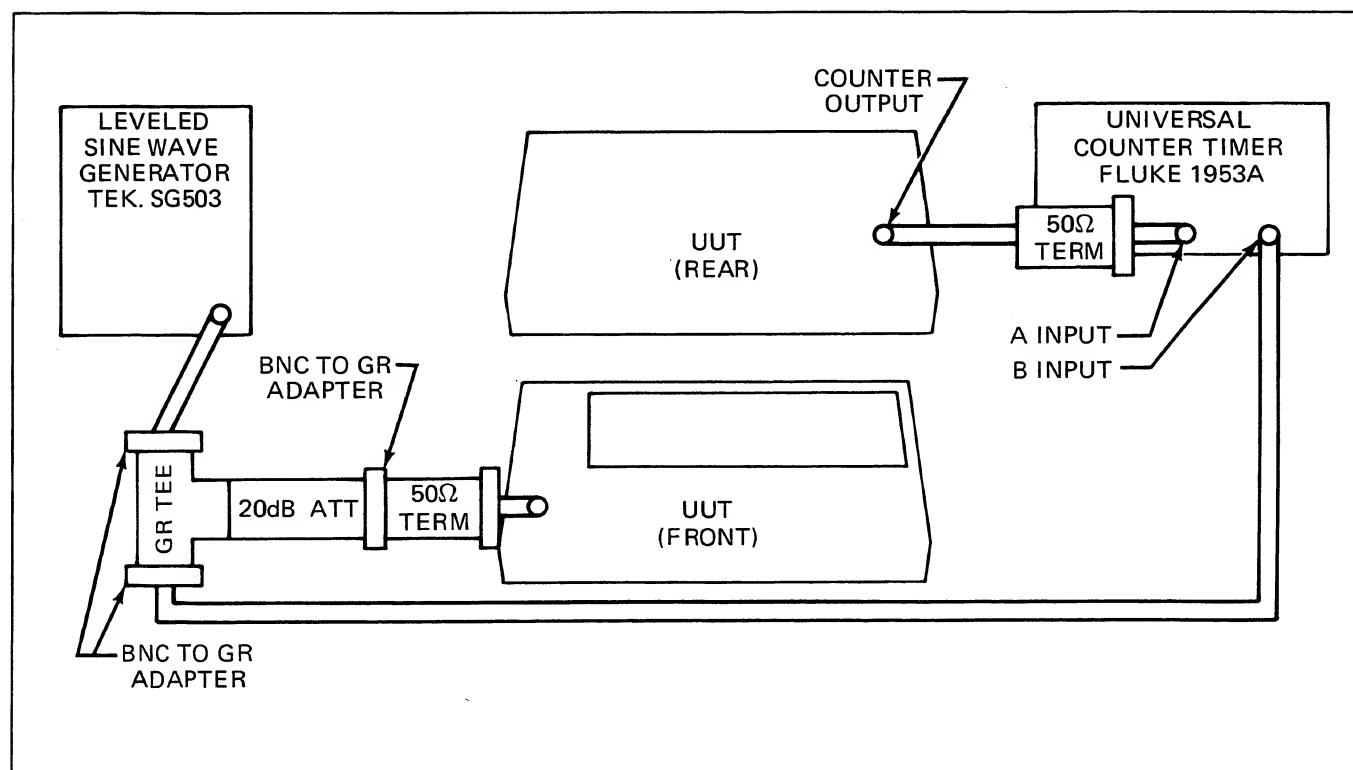 COUNTER
OUTPUT
LEVELED
SINE WAVE
GENERATOR
TEK. SG503
UNIVERSAL
COUNTER TIMER
FLUKE 1953A
50Ω
TERM
UUT
(REAR)
A INPUT
B INPUT
BNC TO GR
ADAPTER
GR TEE
20dB ATT
50Ω
TERM
UUT
(FRONT)
BNC TO GR
ADAPTER